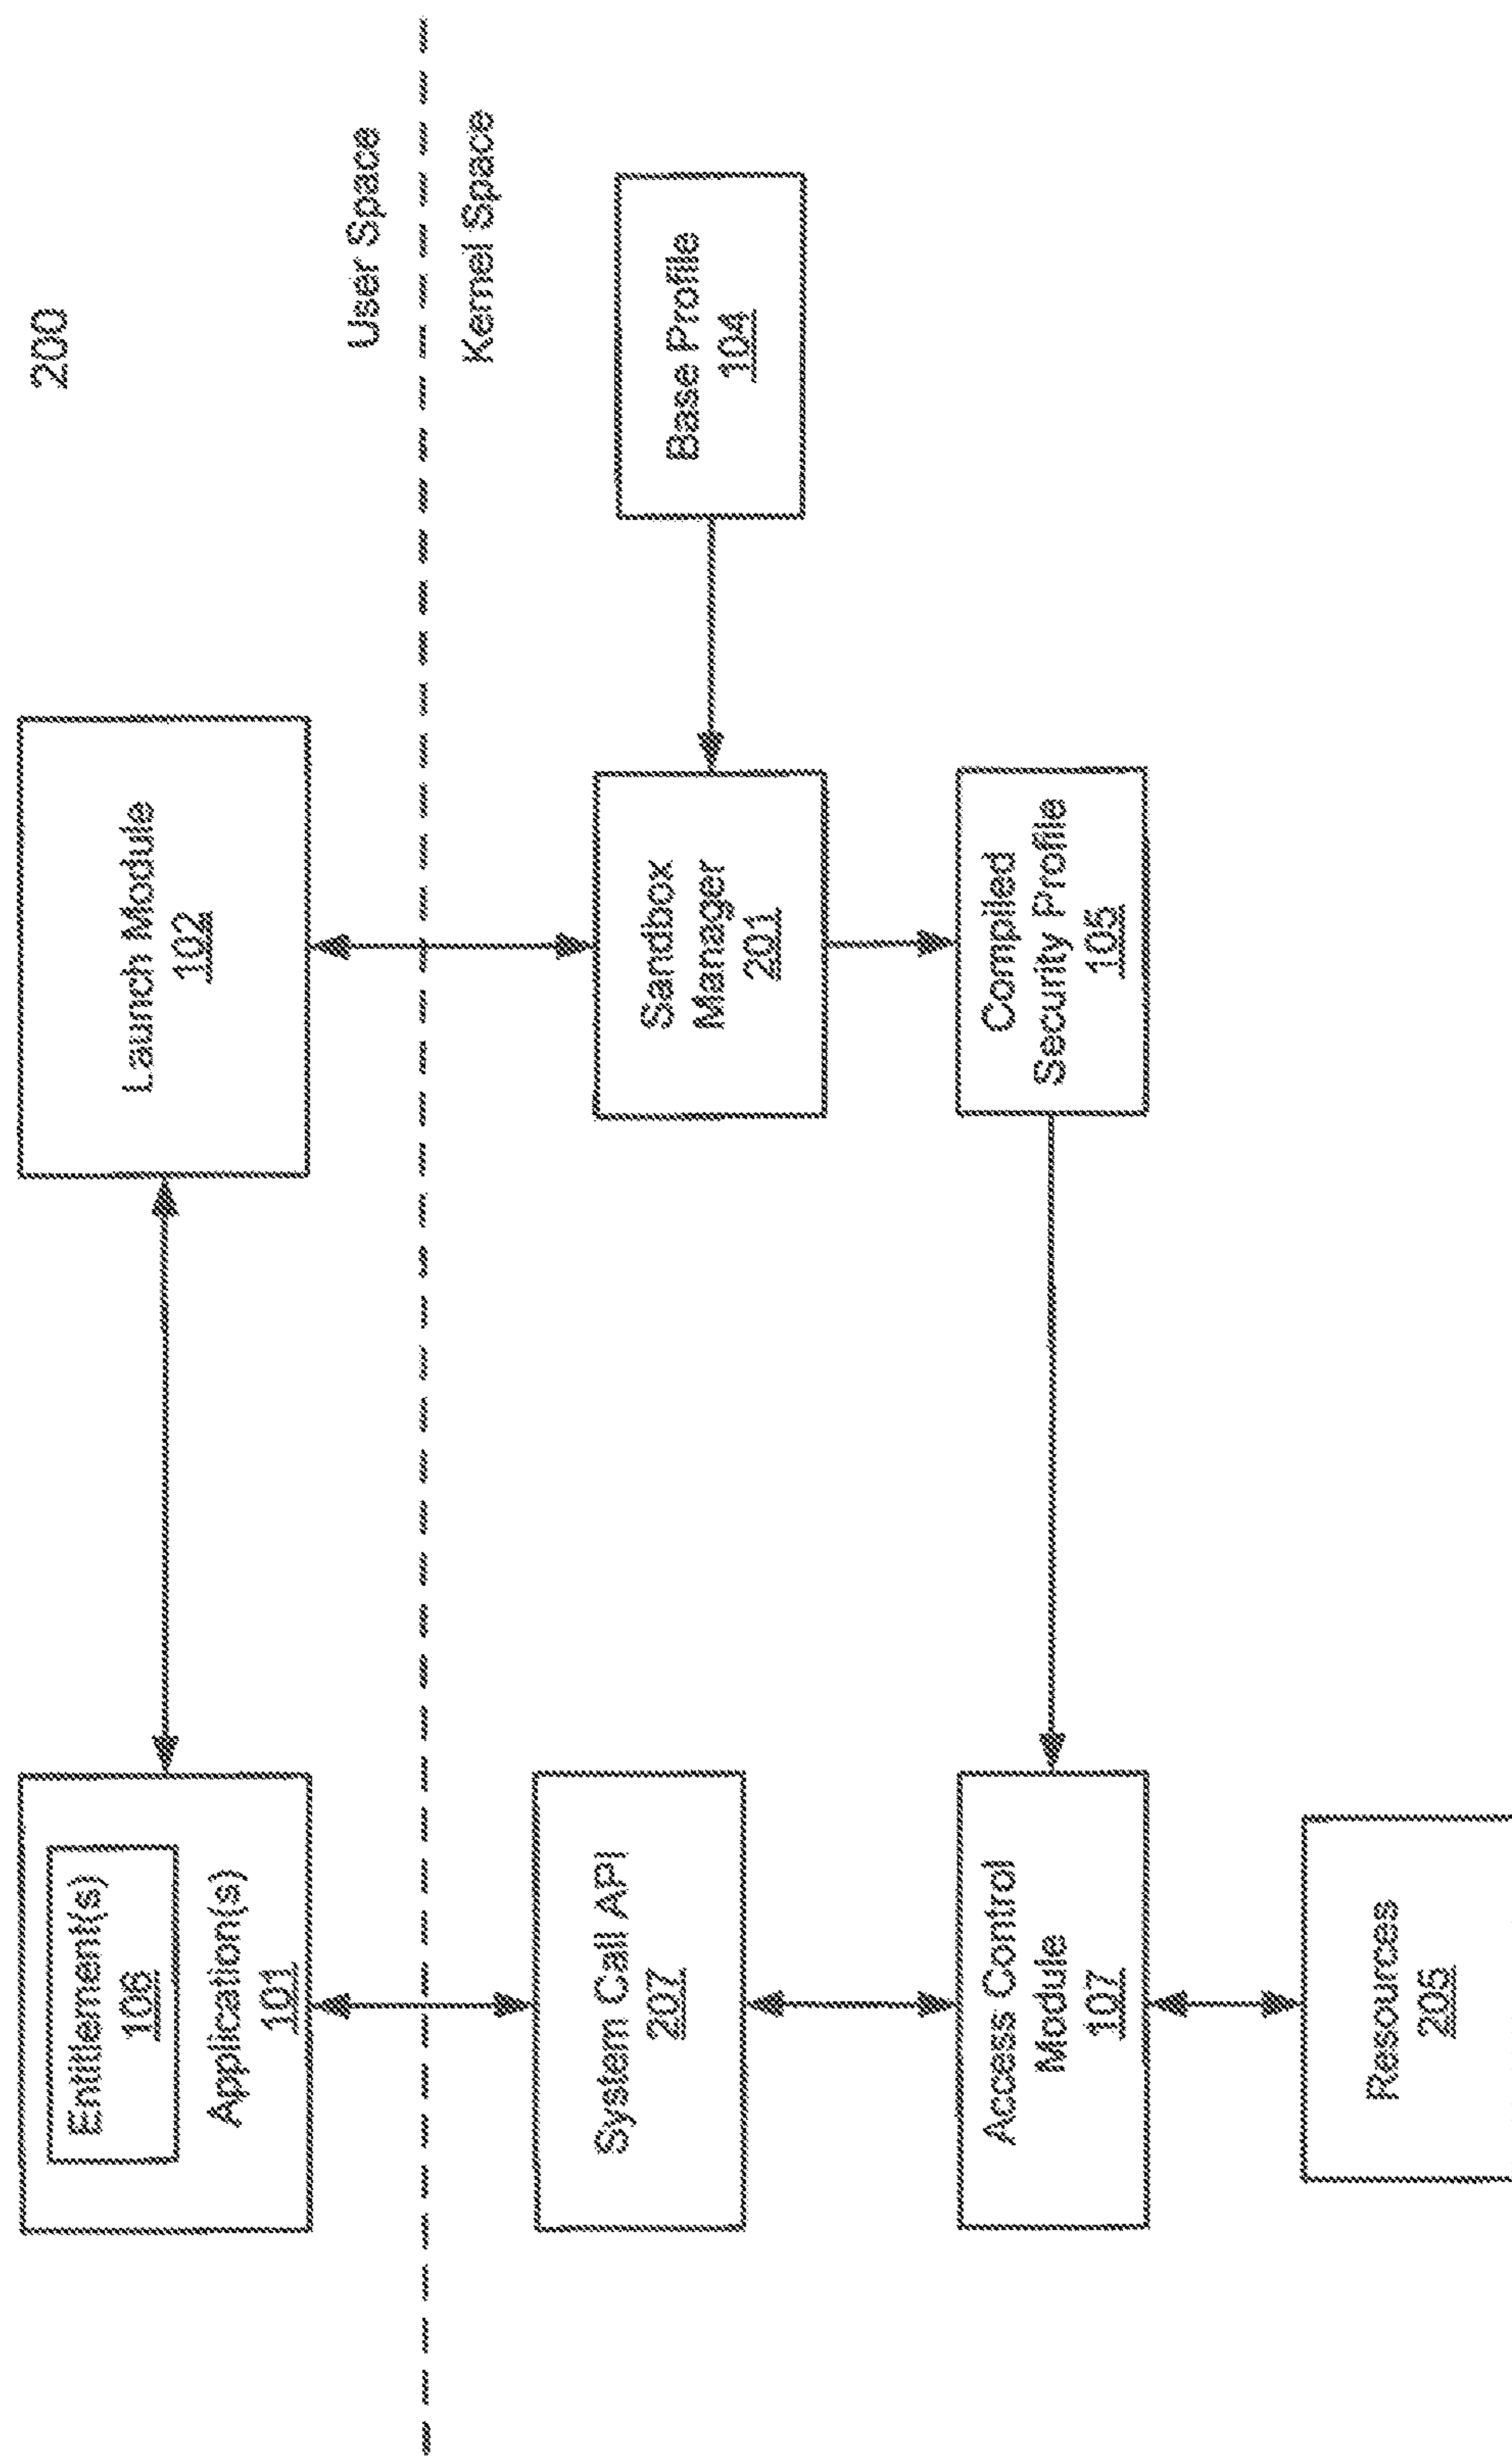 200
Entitlement(s)
106
Application(s)
101
Launch Module
102
User Space
Kernel Space
System Call API
207
Sandbox
Manager
201
Base Profile
104
Access Control
Module
107
Compiled
Security Profile
105
Resources
205